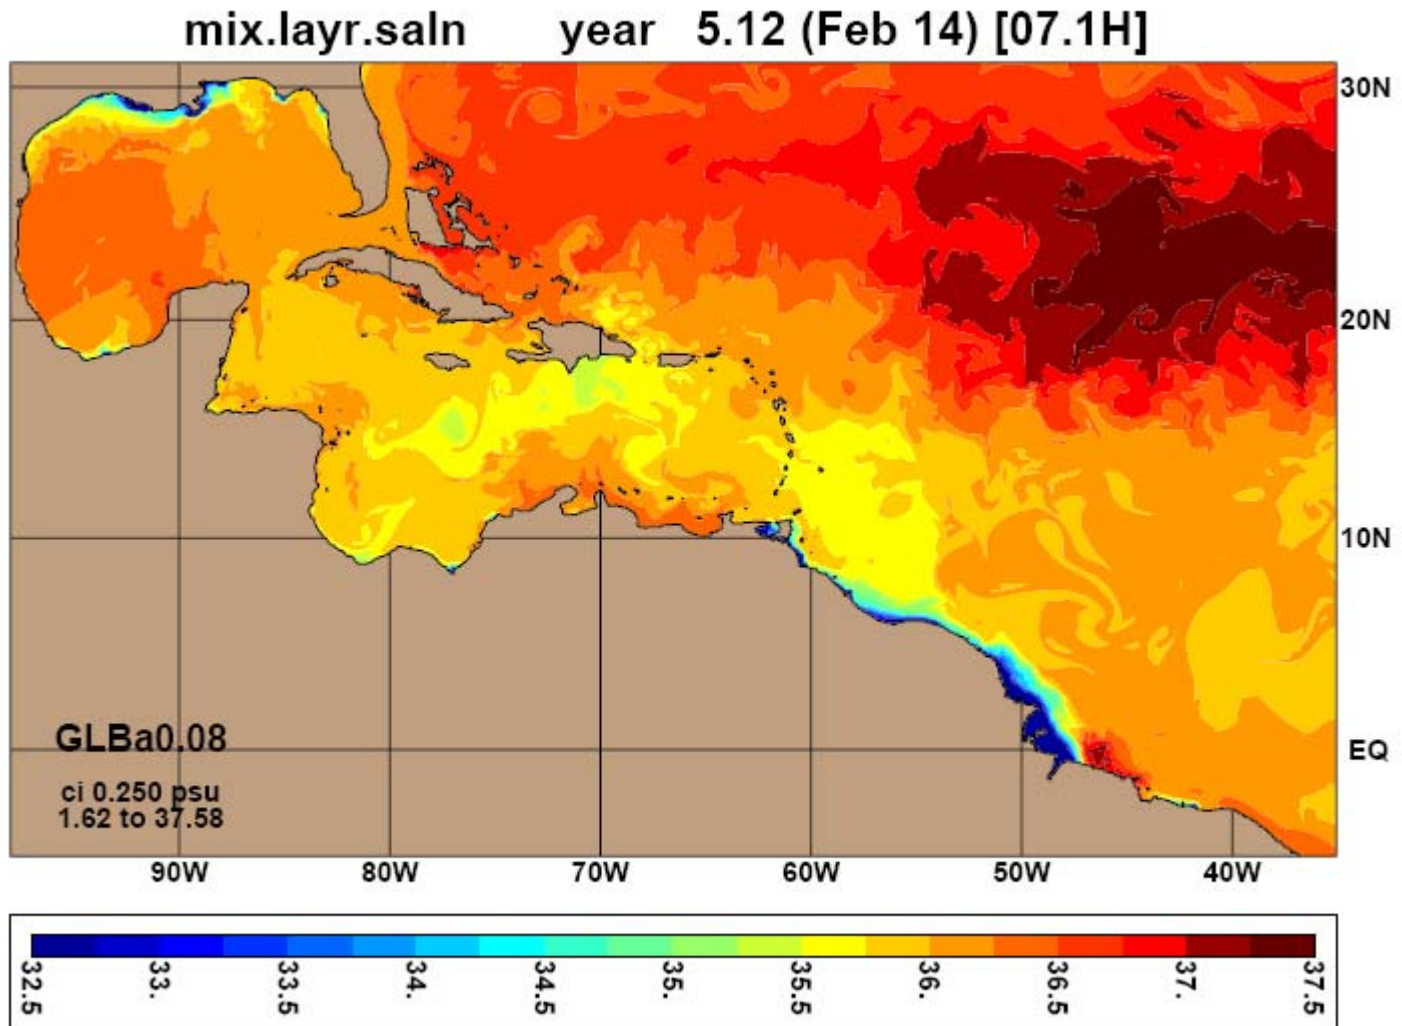 mix.layr.saln year 5.12 (Feb 14) [07.1H]
30N
20N
10N
EQ
GLBa0.08
ci 0.250 psu
1.62 to 37.58
90W 80W 70W 60W 50W 40W
32.5 33. 33.5 34. 34.5 35. 35.5 36. 36.5 37. 37.5